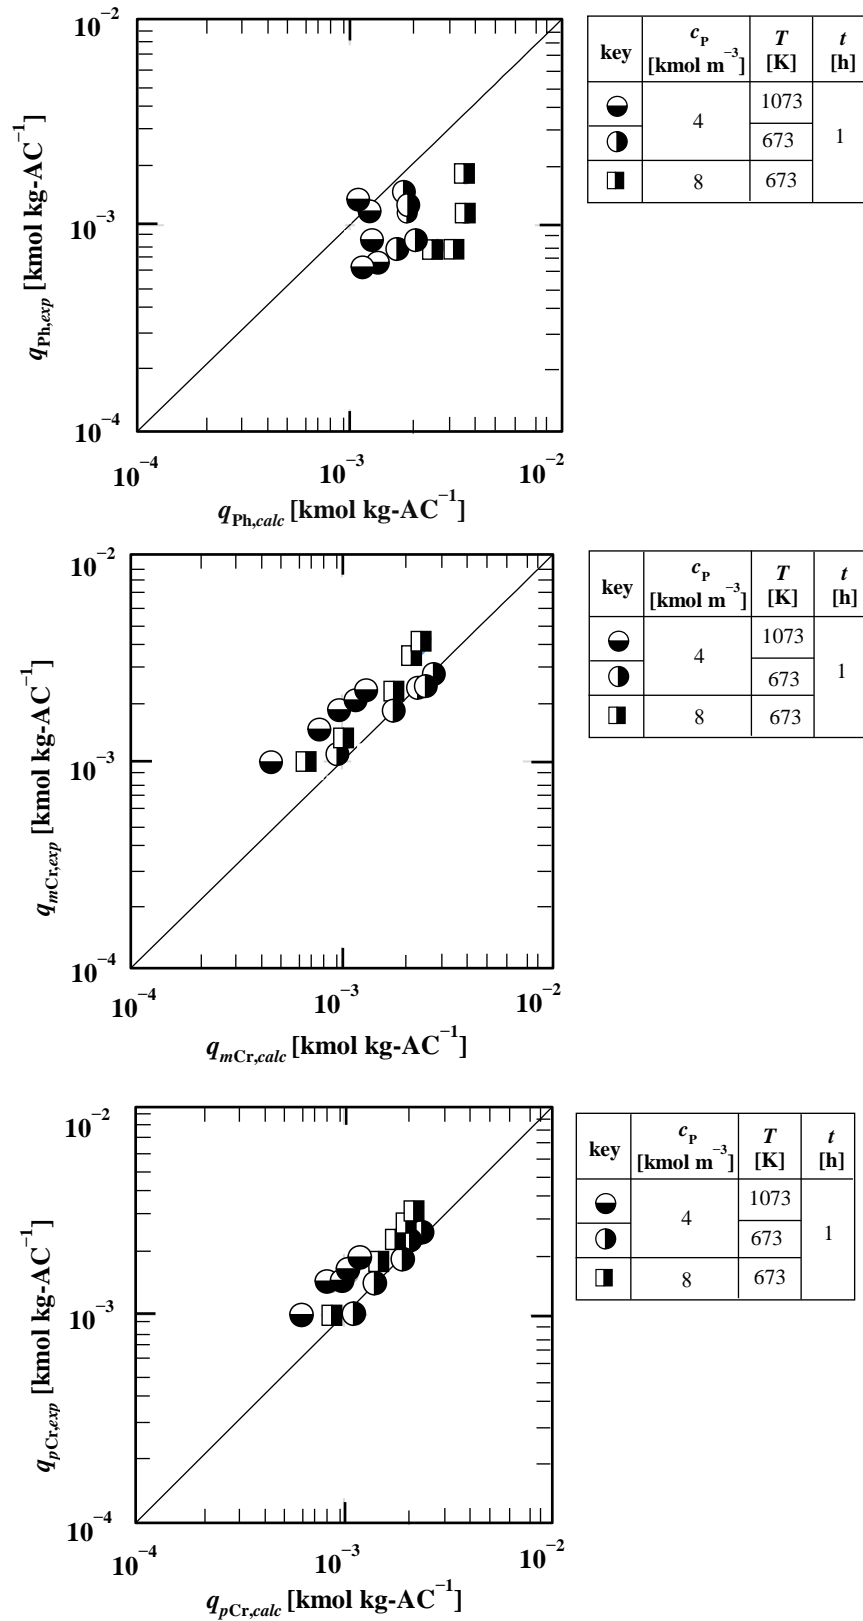 10⁻²
q_Ph,exp [kmol kg-AC⁻¹]
10⁻³
10⁻⁴
10⁻⁴ 10⁻³ 10⁻²
q_Ph,calc [kmol kg-AC⁻¹]
key c_P [kmol m⁻³] T [K] t [h]
4 1073 1
673
8 673
10⁻²
q_mCr,exp [kmol kg-AC⁻¹]
10⁻³
10⁻⁴
10⁻⁴ 10⁻³ 10⁻²
q_mCr,calc [kmol kg-AC⁻¹]
key c_P [kmol m⁻³] T [K] t [h]
4 1073 1
673
8 673
10⁻²
q_pCr,exp [kmol kg-AC⁻¹]
10⁻³
10⁻⁴
10⁻⁴ 10⁻³ 10⁻²
q_pCr,calc [kmol kg-AC⁻¹]
key c_P [kmol m⁻³] T [K] t [h]
4 1073 1
673
8 673